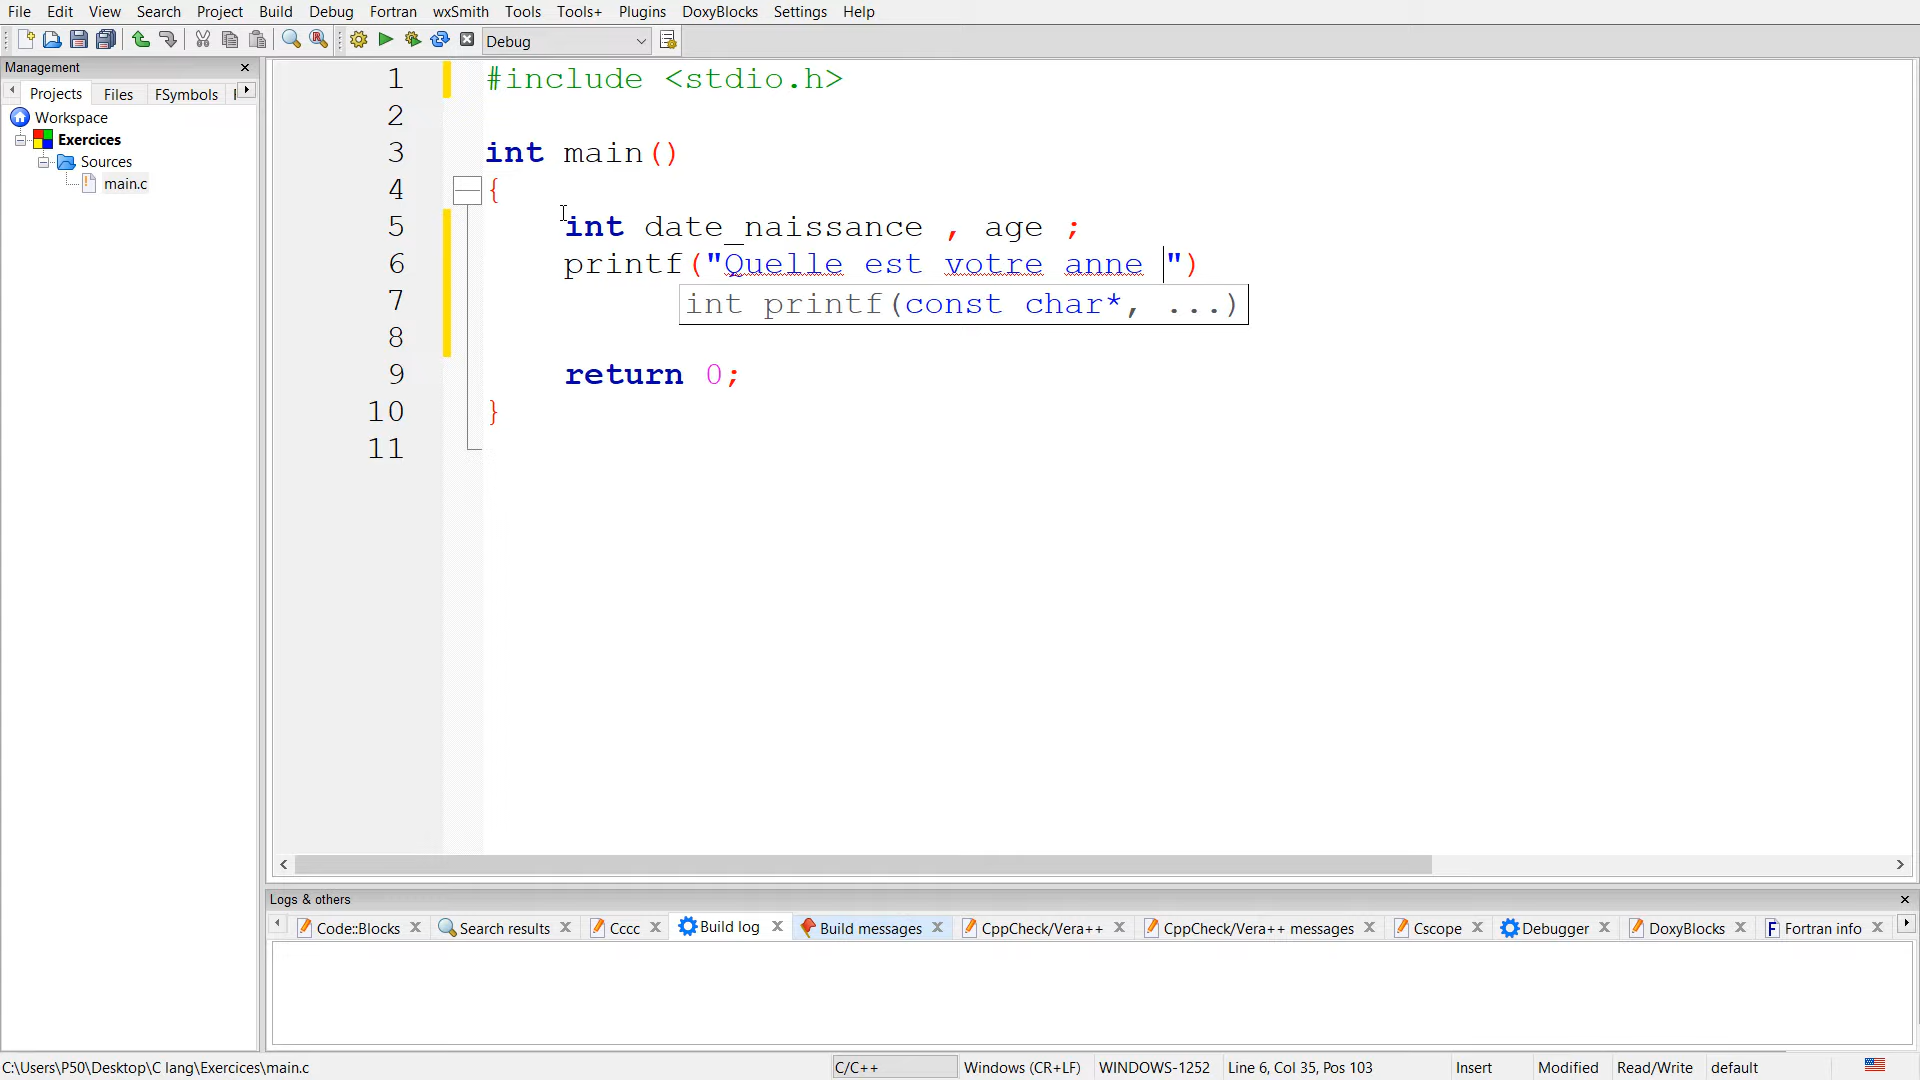 File Edit View Search Project Build Debug Fortran wxSmith Tools Tools+ Plugins DoxyBlocks Settings Help
Debug
Management
Projects Files FSymbols
Workspace
Exercices
Sources
main.c
1 #include <stdio.h>
2
3 int main()
4 {
5 int date_naissance , age ;
6 printf("Quelle est votre anne ")
7 int printf(const char*, ...)
8
9 return 0;
10 }
11
Logs & others
Code::Blocks Search results Cccc Build log Build messages CppCheck/Vera++ CppCheck/Vera++ messages Cscope Debugger DoxyBlocks Fortran info
C:\Users\P50\Desktop\C lang\Exercices\main.c C/C++ Windows (CR+LF) WINDOWS-1252 Line 6, Col 35, Pos 103 Insert Modified Read/Write default